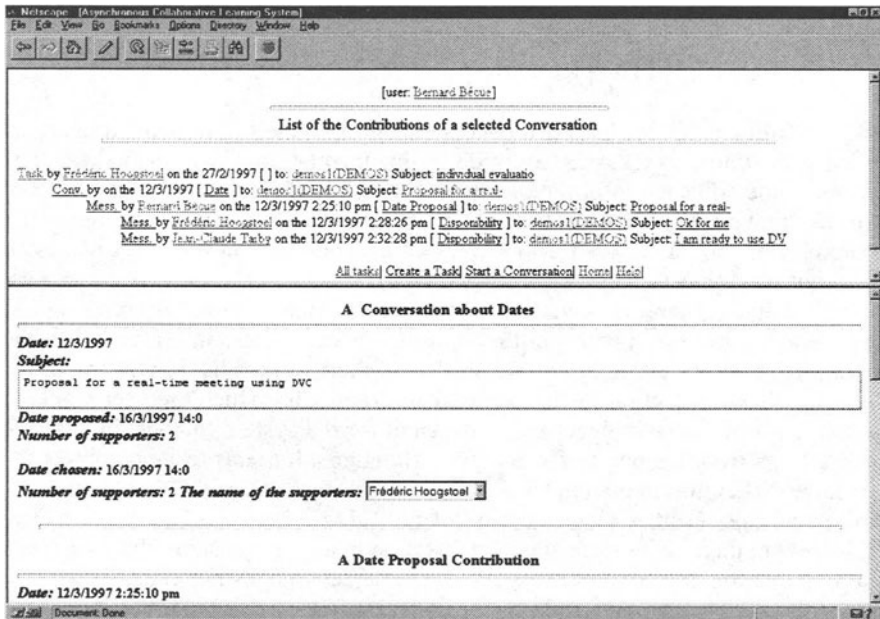 Netscape - [Asynchronous Collaborative Learning System]
File Edit View Go Bookmarks Options Directory Window Help
[user: Bernard Bécue]
List of the Contributions of a selected Conversation
Task by Frédéric Hoogstoel on the 27/2/1997 [ ] to: demos1(DEMOS) Subject: individual evaluatio
Conv. by on the 12/3/1997 [ Date ] to: demos1(DEMOS) Subject: Proposal for a real-
Mess. by Bernard Bécue on the 12/3/1997 2:25:10 pm [ Date Proposal ] to: demos1(DEMOS) Subject: Proposal for a real-
Mess. by Frédéric Hoogstoel on the 12/3/1997 2:28:26 pm [ Disponibility ] to: demos1(DEMOS) Subject: Ok for me
Mess. by Jean-Claude Tarby on the 12/3/1997 2:32:28 pm [ Disponibility ] to: demos1(DEMOS) Subject: I am ready to use DV
All tasks| Create a Task| Start a Conversation| Home| Help|
A Conversation about Dates
Date: 12/3/1997
Subject:
Proposal for a real-time meeting using DVC
Date proposed: 16/3/1997 14:0
Number of supporters: 2
Date chosen: 16/3/1997 14:0
Number of supporters: 2 The name of the supporters: Frédéric Hoogstoel
A Date Proposal Contribution
Date: 12/3/1997 2:25:10 pm
Document: Done